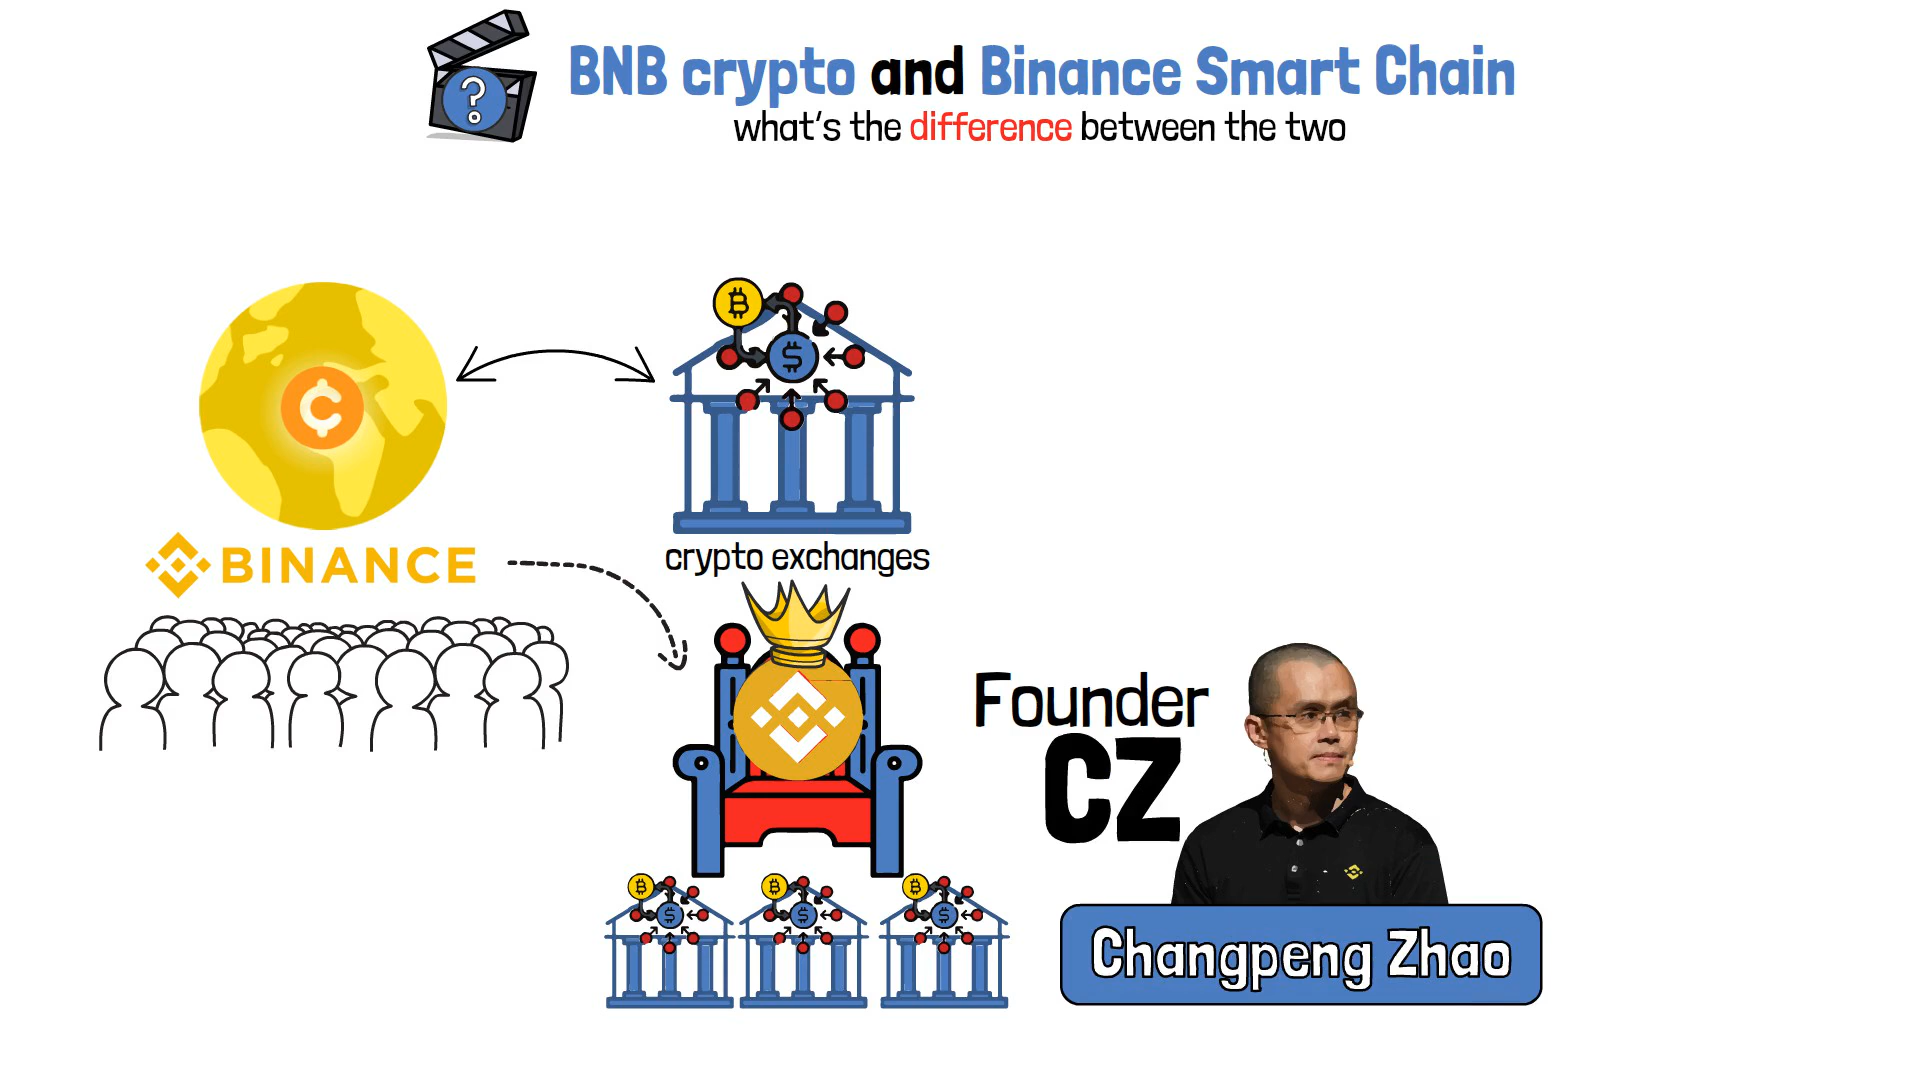 BNB crypto and Binance Smart Chain
what's the difference between the two
BINANCE
crypto exchanges
Founder
CZ
Changpeng Zhao